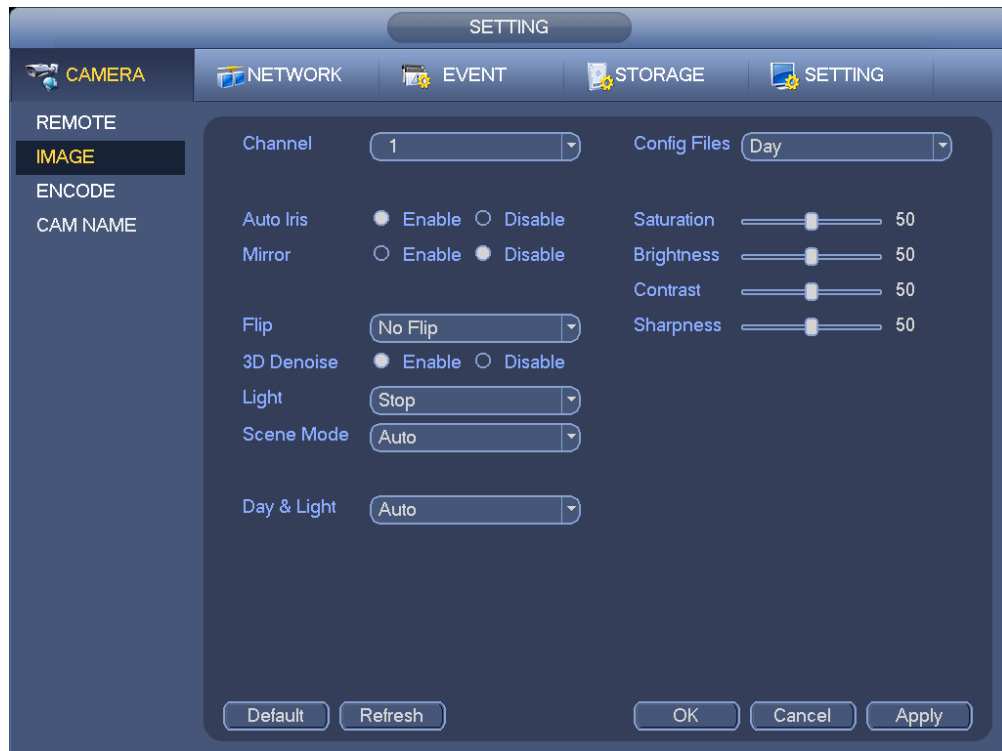 SETTING
CAMERA NETWORK EVENT STORAGE SETTING
REMOTE
IMAGE
ENCODE
CAM NAME
Channel 1 Config Files Day
Auto Iris Enable Disable Saturation 50
Mirror Enable Disable Brightness 50
Contrast 50
Flip No Flip Sharpness 50
3D Denoise Enable Disable
Light Stop
Scene Mode Auto
Day & Light Auto
Default Refresh OK Cancel Apply